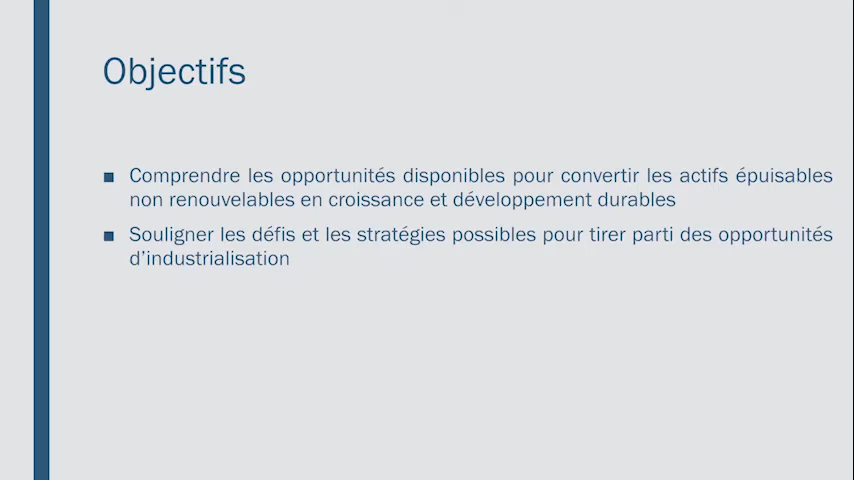 Objectifs
Comprendre les opportunités disponibles pour convertir les actifs épuisables
non renouvelables en croissance et développement durables
Souligner les défis et les stratégies possibles pour tirer parti des opportunités
d’industrialisation